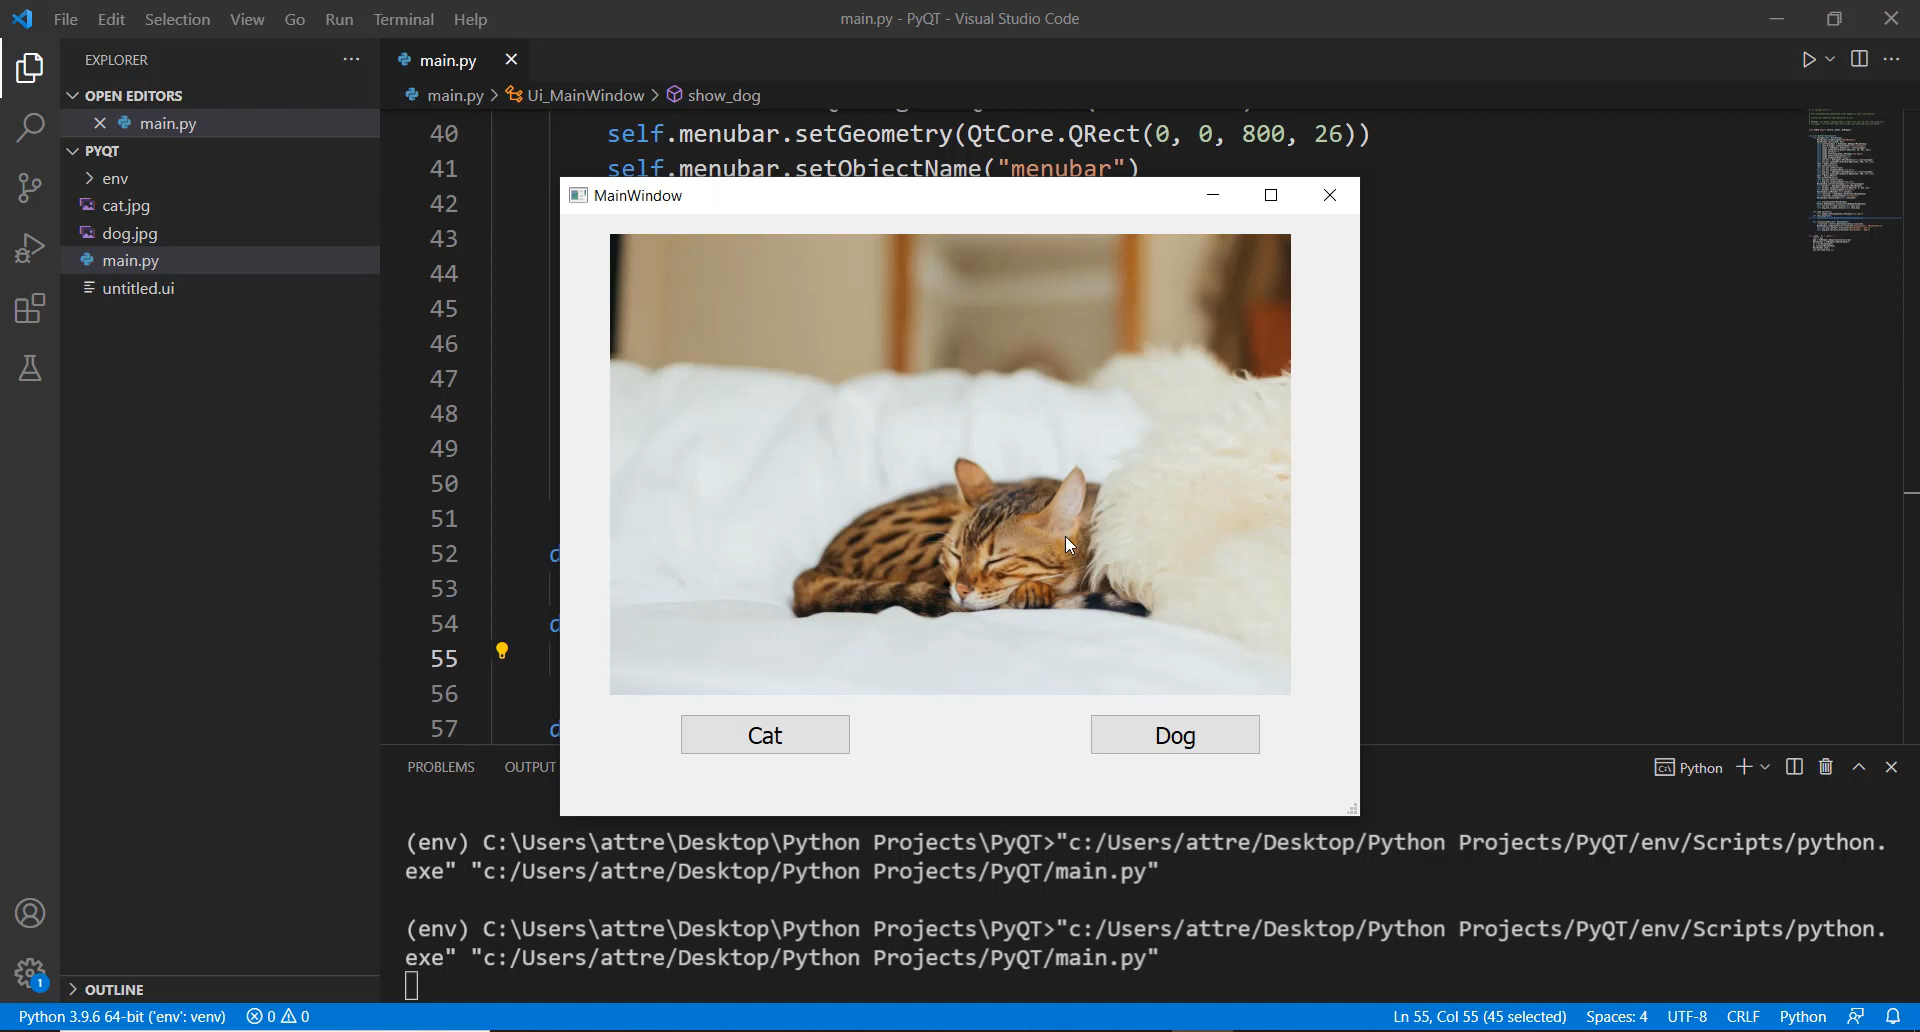 File Edit Selection View Go Run Terminal Help
main.py - PyQT - Visual Studio Code
EXPLORER
OPEN EDITORS
main.py
PYQT
env
cat.jpg
dog.jpg
main.py
untitled.ui
OUTLINE
main.py
main.py > Ui_MainWindow > show_dog
40 self.menubar.setGeometry(QtCore.QRect(0, 0, 800, 26))
41 self.menubar.setObjectName("menubar")
42
43
44
45
46
47
48
49
50
51
52 d
53
54 d
55
56
57 d
MainWindow
Cat Dog
PROBLEMS OUTPUT
Python
(env) C:\Users\attre\Desktop\Python Projects\PyQT>"c:/Users/attre/Desktop/Python Projects/PyQT/env/Scripts/python.
exe" "c:/Users/attre/Desktop/Python Projects/PyQT/main.py"
(env) C:\Users\attre\Desktop\Python Projects\PyQT>"c:/Users/attre/Desktop/Python Projects/PyQT/env/Scripts/python.
exe" "c:/Users/attre/Desktop/Python Projects/PyQT/main.py"
1
Python 3.9.6 64-bit ('env': venv) 0 0 Ln 55, Col 55 (45 selected) Spaces: 4 UTF-8 CRLF Python